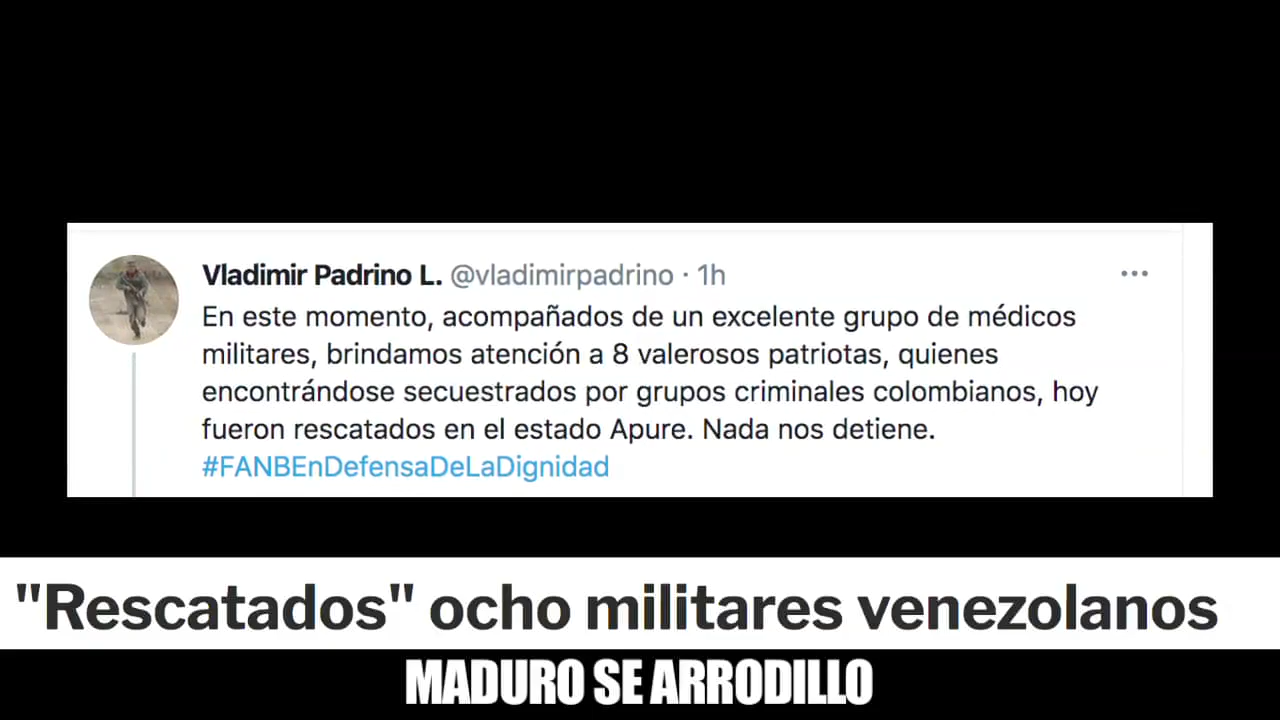 Vladimir Padrino L. @vladimirpadrino · 1h
En este momento, acompañados de un excelente grupo de médicos
militares, brindamos atención a 8 valerosos patriotas, quienes
encontrándose secuestrados por grupos criminales colombianos, hoy
fueron rescatados en el estado Apure. Nada nos detiene.
#FANBEnDefensaDeLaDignidad
"Rescatados" ocho militares venezolanos
MADURO SE ARRODILLO